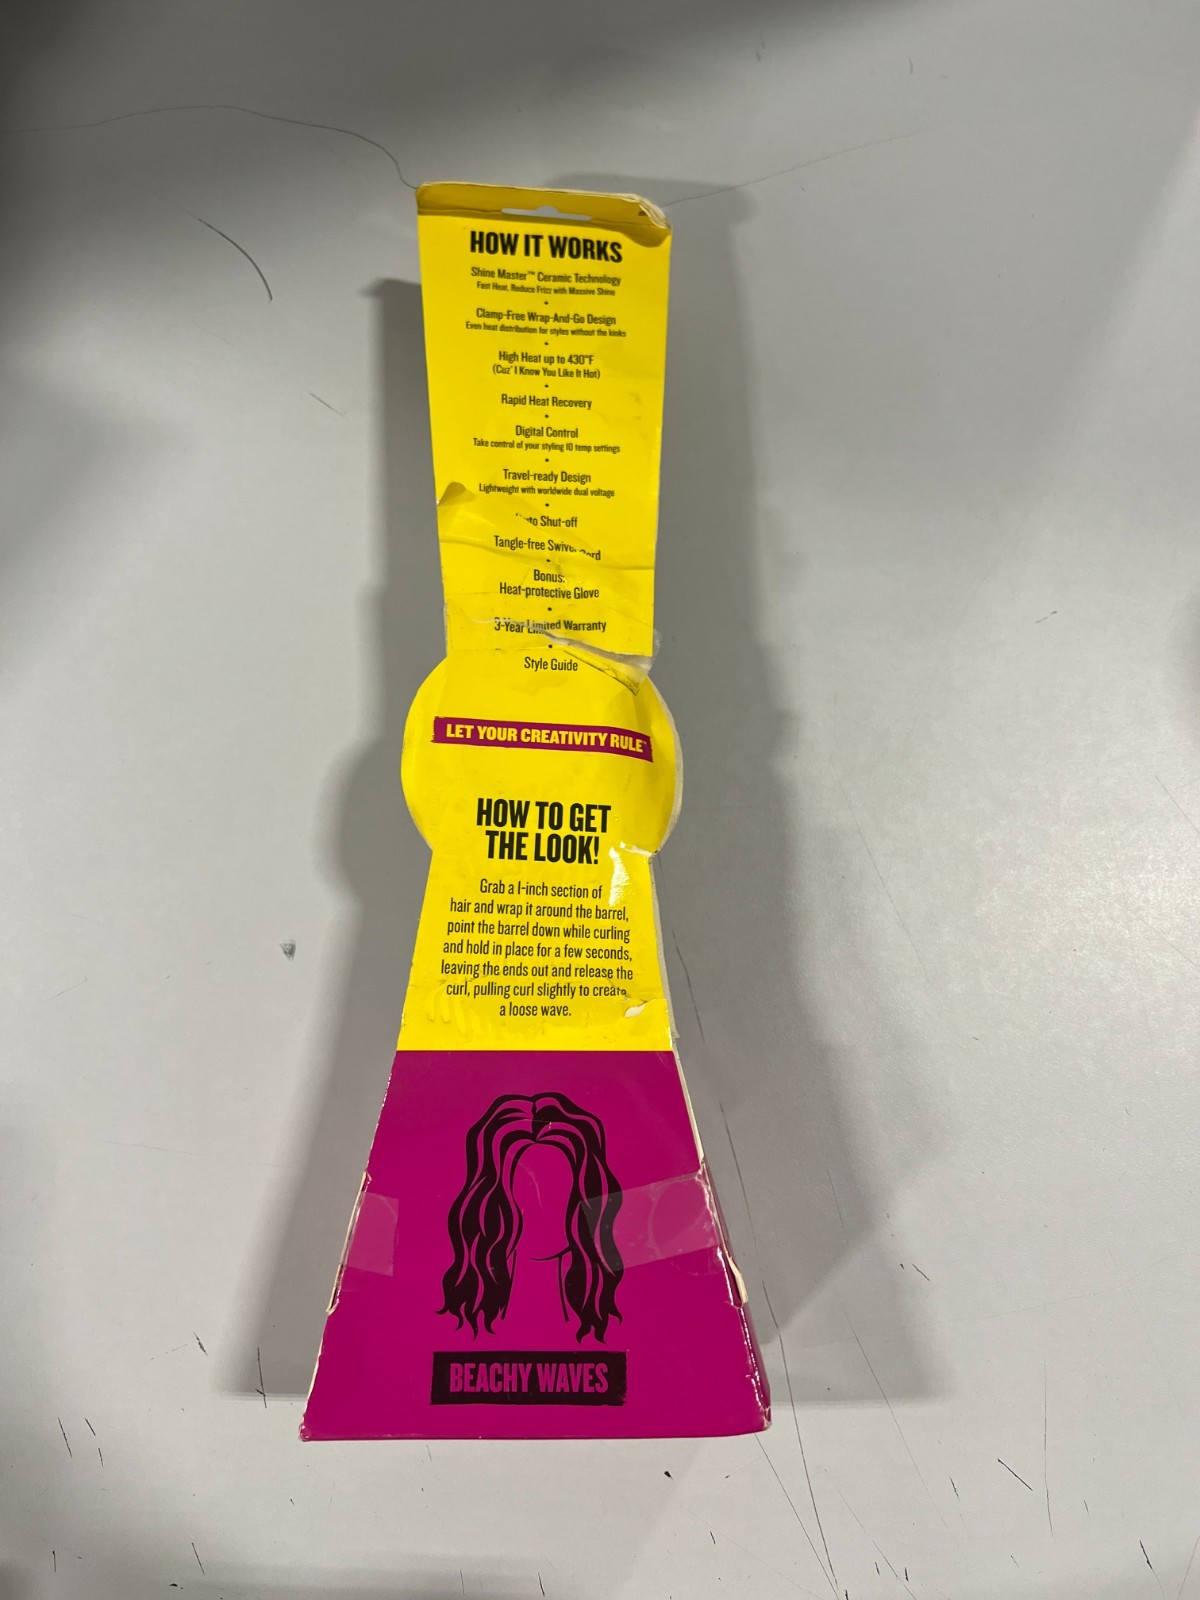 HOW IT WORKS
Shine Master™ Ceramic Technology
Fast Heat, Reduce Frizz with Massive Shine
•
Clamp-Free Wrap-And-Go Design
Even heat distribution for styles without the kinks
•
High Heat up to 430°F
(Cuz' I Know You Like It Hot)
•
Rapid Heat Recovery
•
Digital Control
Take control of your styling 10 temp settings
•
Travel-ready Design
Lightweight with worldwide dual voltage
•
Shut-off
Tangle-free
•
Bonus:
Heat-protective Glove
•
3-Year Limited Warranty
•
Style Guide
LET YOUR CREATIVITY RULE™
HOW TO GET
THE LOOK!
Grab a 1-inch section of
hair and wrap it around the barrel,
point the barrel down while curling
and hold in place for a few seconds,
leaving the ends out and release the
curl, pulling curl slightly to create
a loose wave.
BEACHY WAVES